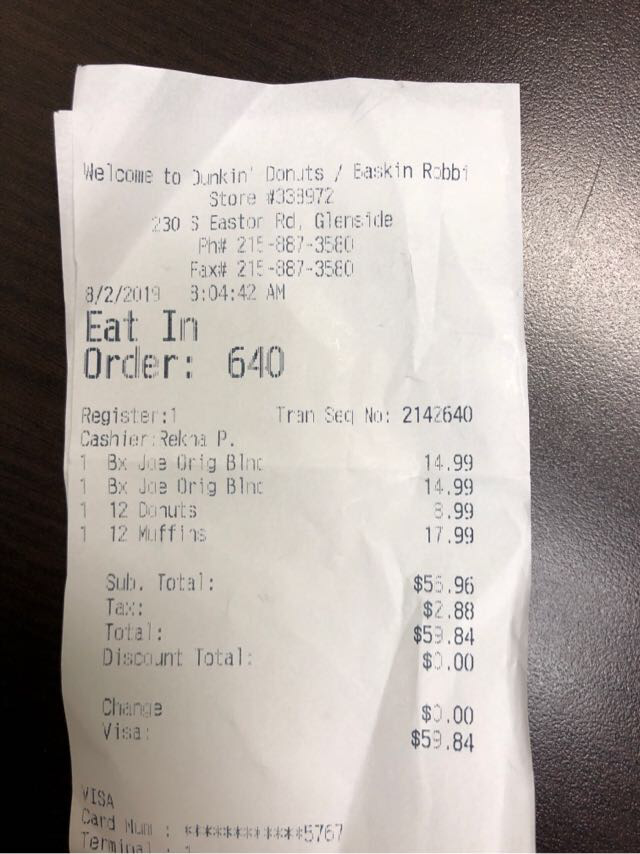 Welcome to Dunkin' Donuts / Baskin Robbi
Store #338972
230 S Easton Rd, Glenside
Ph# 215-887-3580
Fax# 215-887-3580
8/2/2019 8:04:42 AM
Eat In
Order: 640
Register:1 Tran Seq No: 2142640
Cashier:Rekha P.
1 Bx Joe Orig Blnd 14.99
1 Bx Joe Orig Blnd 14.99
1 12 Donuts 8.99
1 12 Muffins 17.99
Sub. Total: $56.96
Tax: $2.88
Total: $59.84
Discount Total: $0.00
Change $0.00
Visa: $59.84
VISA
Card Num : ************5767
Terminal : 1